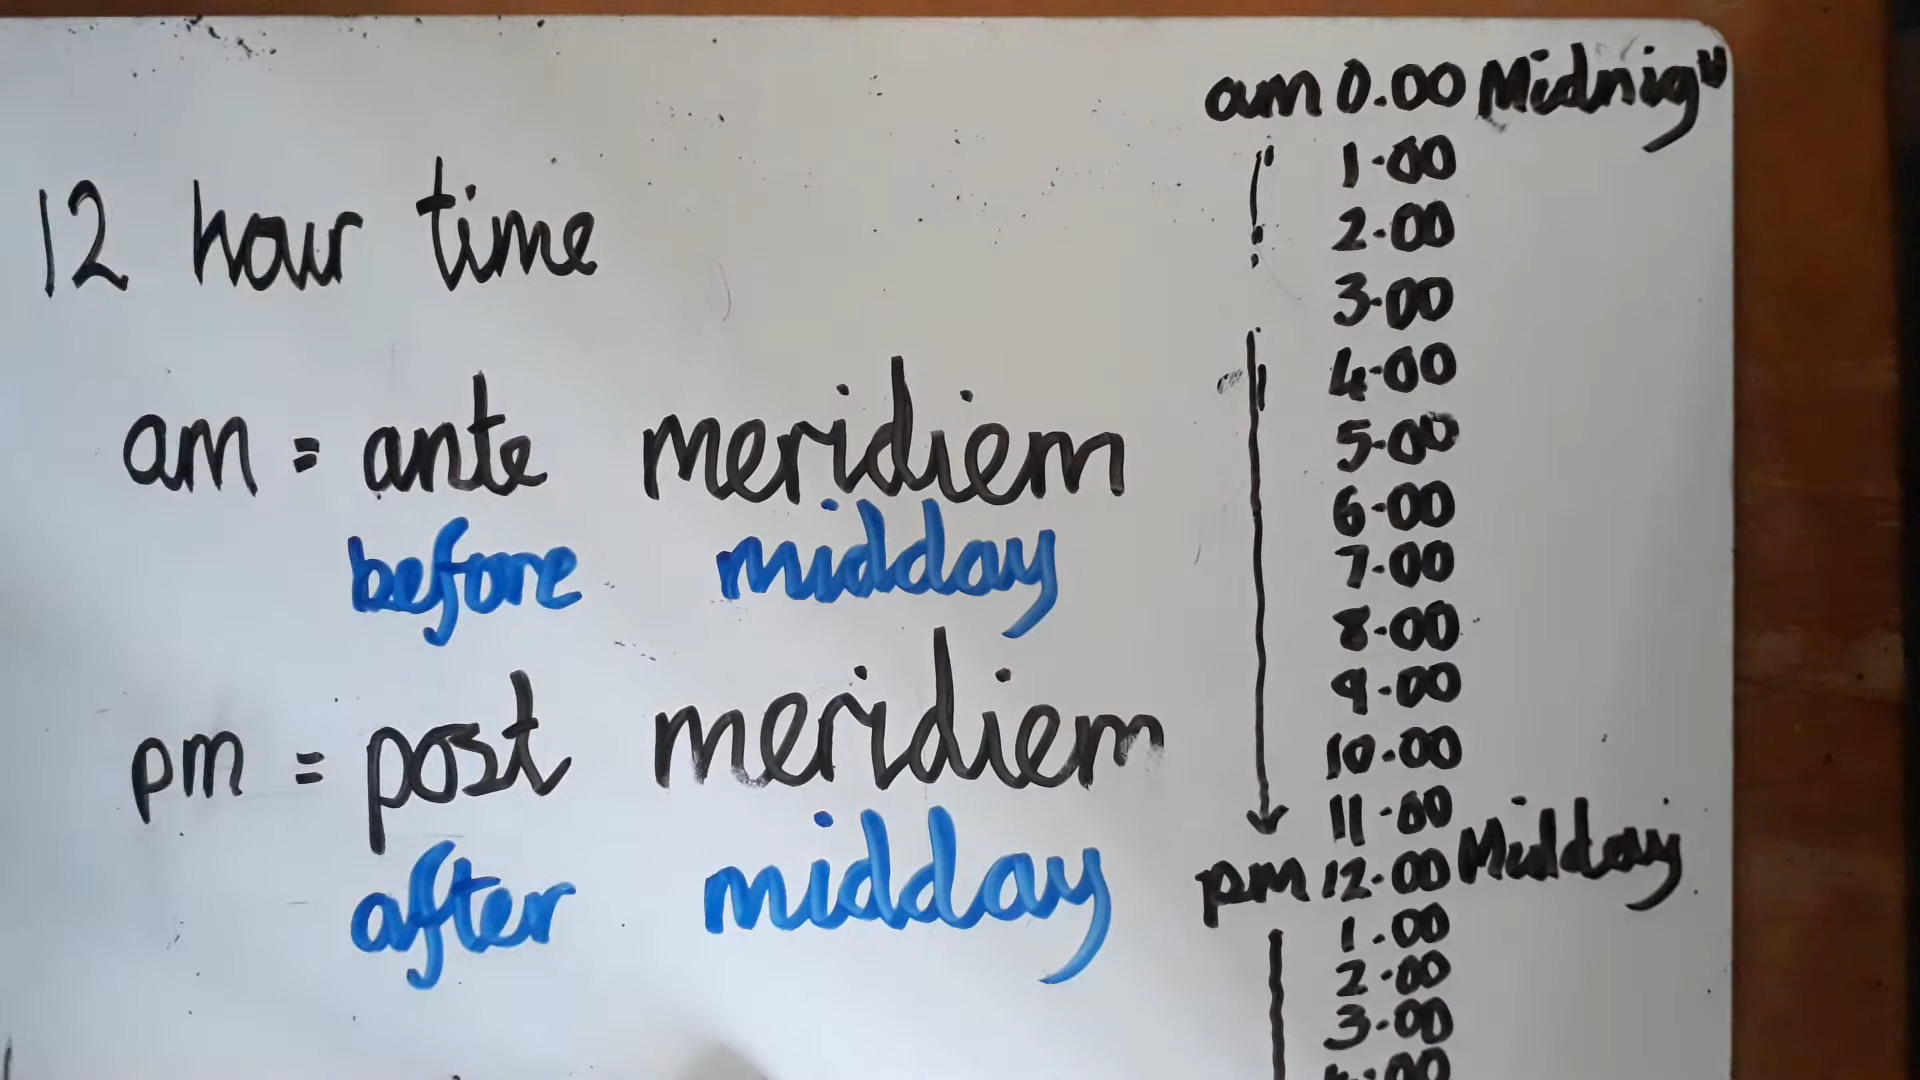 12 hour time
am = ante meridiem
before midday
pm = post meridiem
after midday
am 0.00
1.00
2.00
3.00
4.00
5.00
6.00
7.00
8.00
9.00
10.00
11.00
pm 12.00 Midday
1.00
2.00
3.00